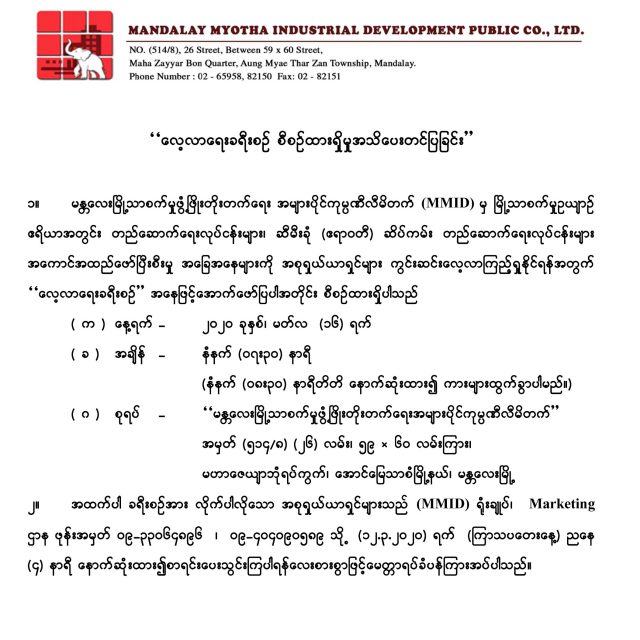 MANDALAY MYOTHA INDUSTRIAL DEVELOPMENT PUBLIC CO., LTD.
NO. (514/8), 26 Street, Between 59 x 60 Street,
Maha Zayyar Bon Quarter, Aung Myae Thar Zan Township, Mandalay.
Phone Number : 02 - 65958, 82150 Fax: 02 - 82151
“လေ့လာရေးခရီးစဉ် စီစဉ်ထားရှိမှုအသိပေးတင်ပြခြင်း”
၁။ မန္တလေးမြို့သာစက်မှုဖွံ့ဖြိုးတိုးတက်ရေး အများပိုင်ကုမ္ပဏီလီမိတက် (MMID) မှ မြို့သာစက်မှုဥယျာဉ်
ဧရိယာအတွင်း တည်ဆောက်ရေးလုပ်ငန်းများ၊ ဆီမီးခုံ (ဧရာဝတီ) ဆိပ်ကမ်း တည်ဆောက်ရေးလုပ်ငန်းများ
အကောင်အထည်ဖော်ပြီးစီးမှု အခြေအနေများကို အစုရှယ်ယာရှင်များ ကွင်းဆင်းလေ့လာကြည့်ရှုနိုင်ရန်အတွက်
“လေ့လာရေးခရီးစဉ်” အနေဖြင့်အောက်ဖော်ပြပါအတိုင်း စီစဉ်ထားရှိပါသည်
( က ) နေ့ရက် – ၂၀၂၀ ခုနှစ်၊ မတ်လ (၁၆) ရက်
( ခ ) အချိန် – နံနက် (၀၇း၃၀) နာရီ
(နံနက် (၀၈း၃၀) နာရီတိတိ နောက်ဆုံးထား၍ ကားများထွက်ခွာပါမည်။)
( ဂ ) စုရပ် – “မန္တလေးမြို့သာစက်မှုဖွံ့ဖြိုးတိုးတက်ရေးအများပိုင်ကုမ္ပဏီလီမိတက်”
အမှတ် (၅၁၄/၈) (၂၆) လမ်း၊ ၅၉ × ၆၀ လမ်းကြား၊
မဟာဇေယျာဘုံရပ်ကွက်၊ အောင်မြေသာစံမြို့နယ်၊ မန္တလေးမြို့
၂။ အထက်ပါ ခရီးစဉ်အား လိုက်ပါလိုသော အစုရှယ်ယာရှင်များသည် (MMID) ရုံးချုပ်၊ Marketing
ဌာန ဖုန်းအမှတ် ၀၉–၃၃၀၆၄၈၉၆ ၊ ၀၉–၄၀၄၀၉၀၅၈၉ သို့ (၁၂.၃.၂၀၂၀) ရက် (ကြာသပတေးနေ့) ညနေ
(၄) နာရီ နောက်ဆုံးထား၍စာရင်းပေးသွင်းကြပါရန်လေးစားစွာဖြင့်မေတ္တာရပ်ခံပန်ကြားအပ်ပါသည်။